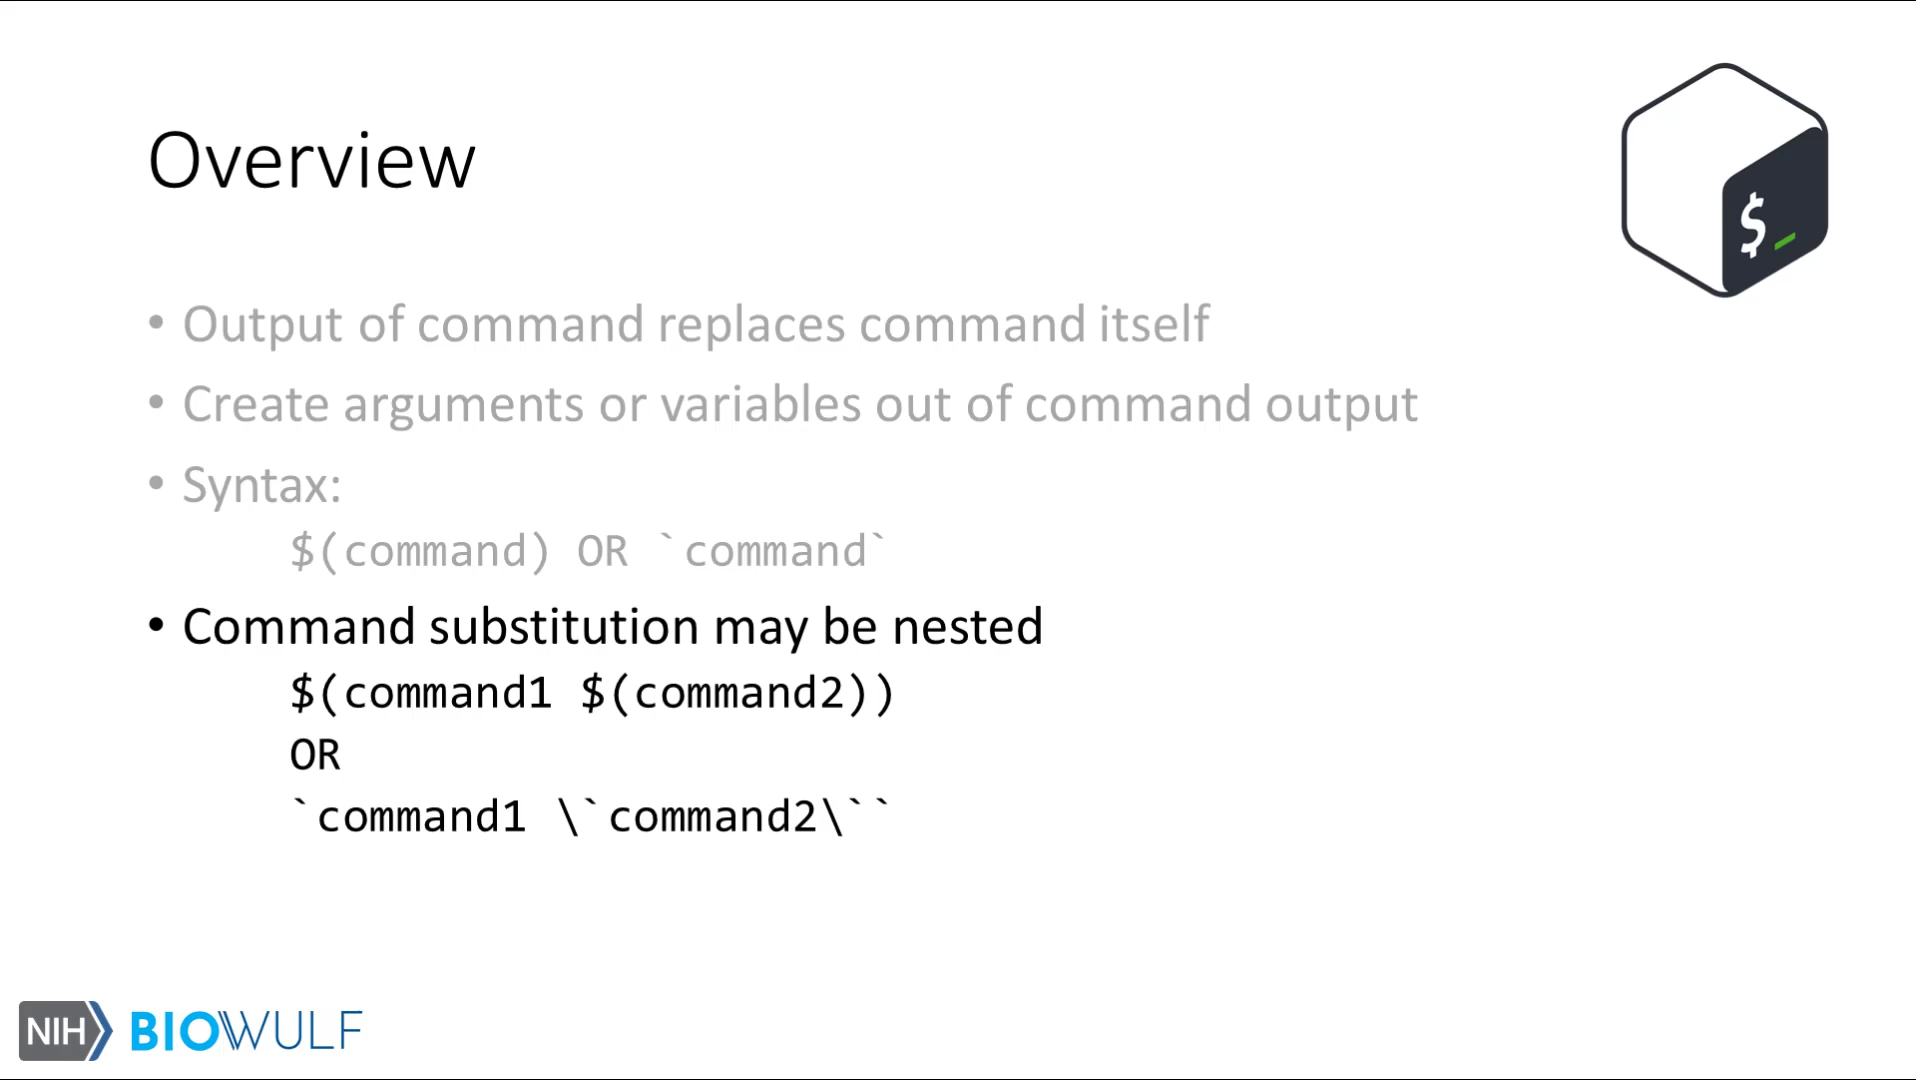 Overview
$_
• Output of command replaces command itself
• Create arguments or variables out of command output
• Syntax:
$(command) OR `command`
• Command substitution may be nested
$(command1 $(command2))
OR
`command1 \`command2\``
NIH BIOWULF